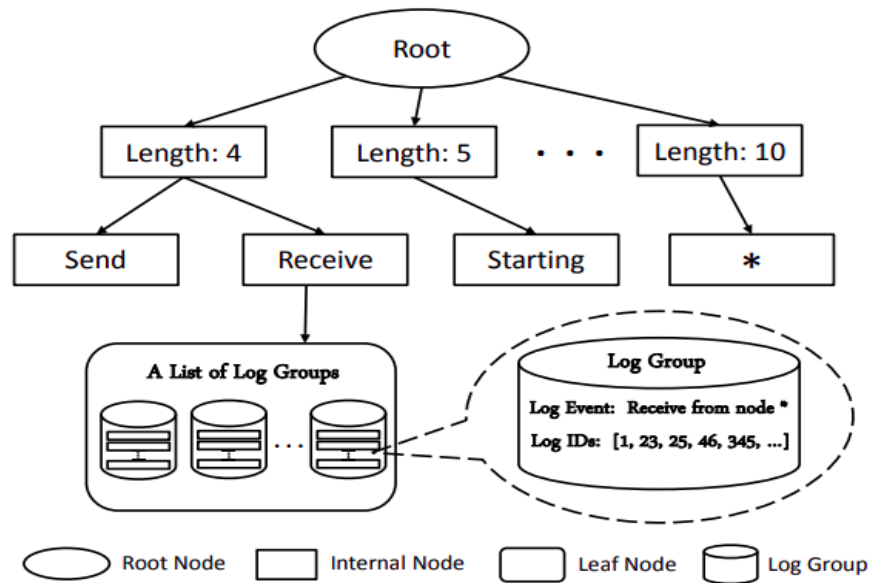 Root
Length: 4
Length: 5
. . .
Length: 10
Send
Receive
Starting
*
A List of Log Groups
...
Log Group
Log Event: Receive from node *
Log IDs: [1, 23, 25, 46, 345, ...]
Root Node
Internal Node
Leaf Node
Log Group